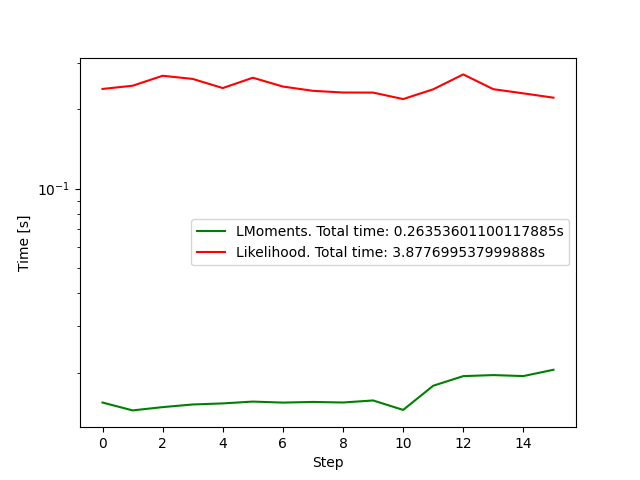 Time [s]
10⁻¹
LMoments. Total time: 0.26353601100117885s
Likelihood. Total time: 3.877699537999888s
0 2 4 6 8 10 12 14
Step